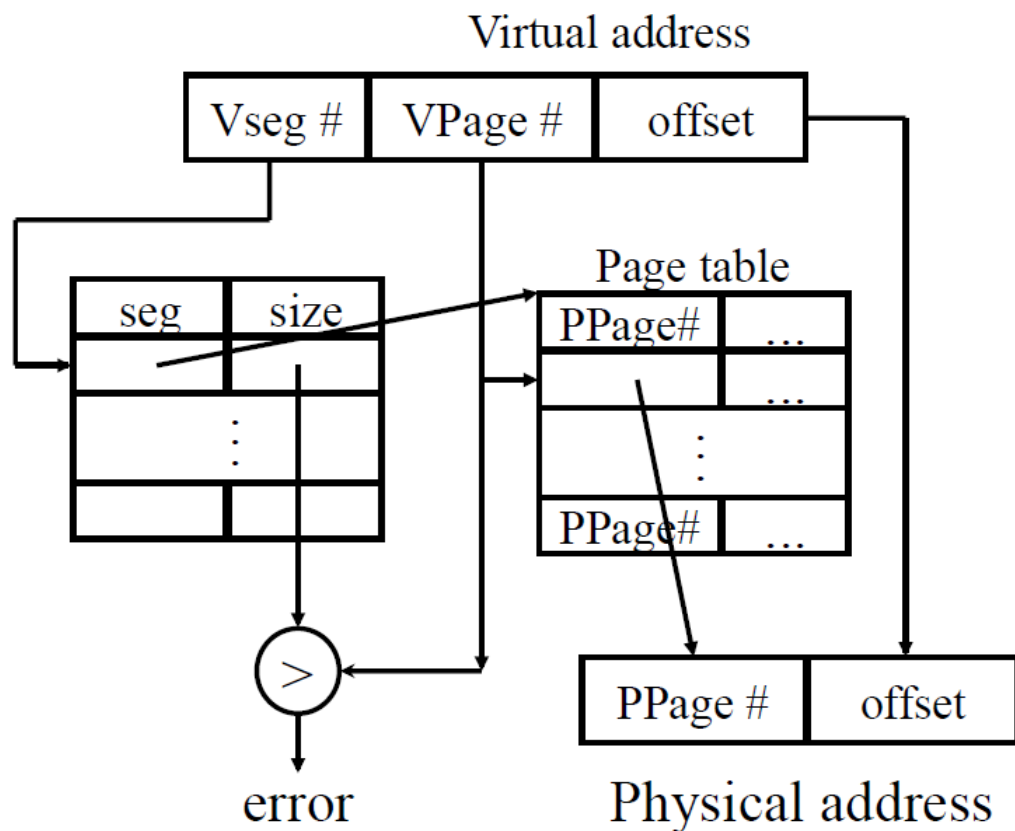 Virtual address
Vseg # VPage # offset
Page table
seg size
PPage# ...
...
⋮
⋮
PPage# ...
>
PPage # offset
error
Physical address